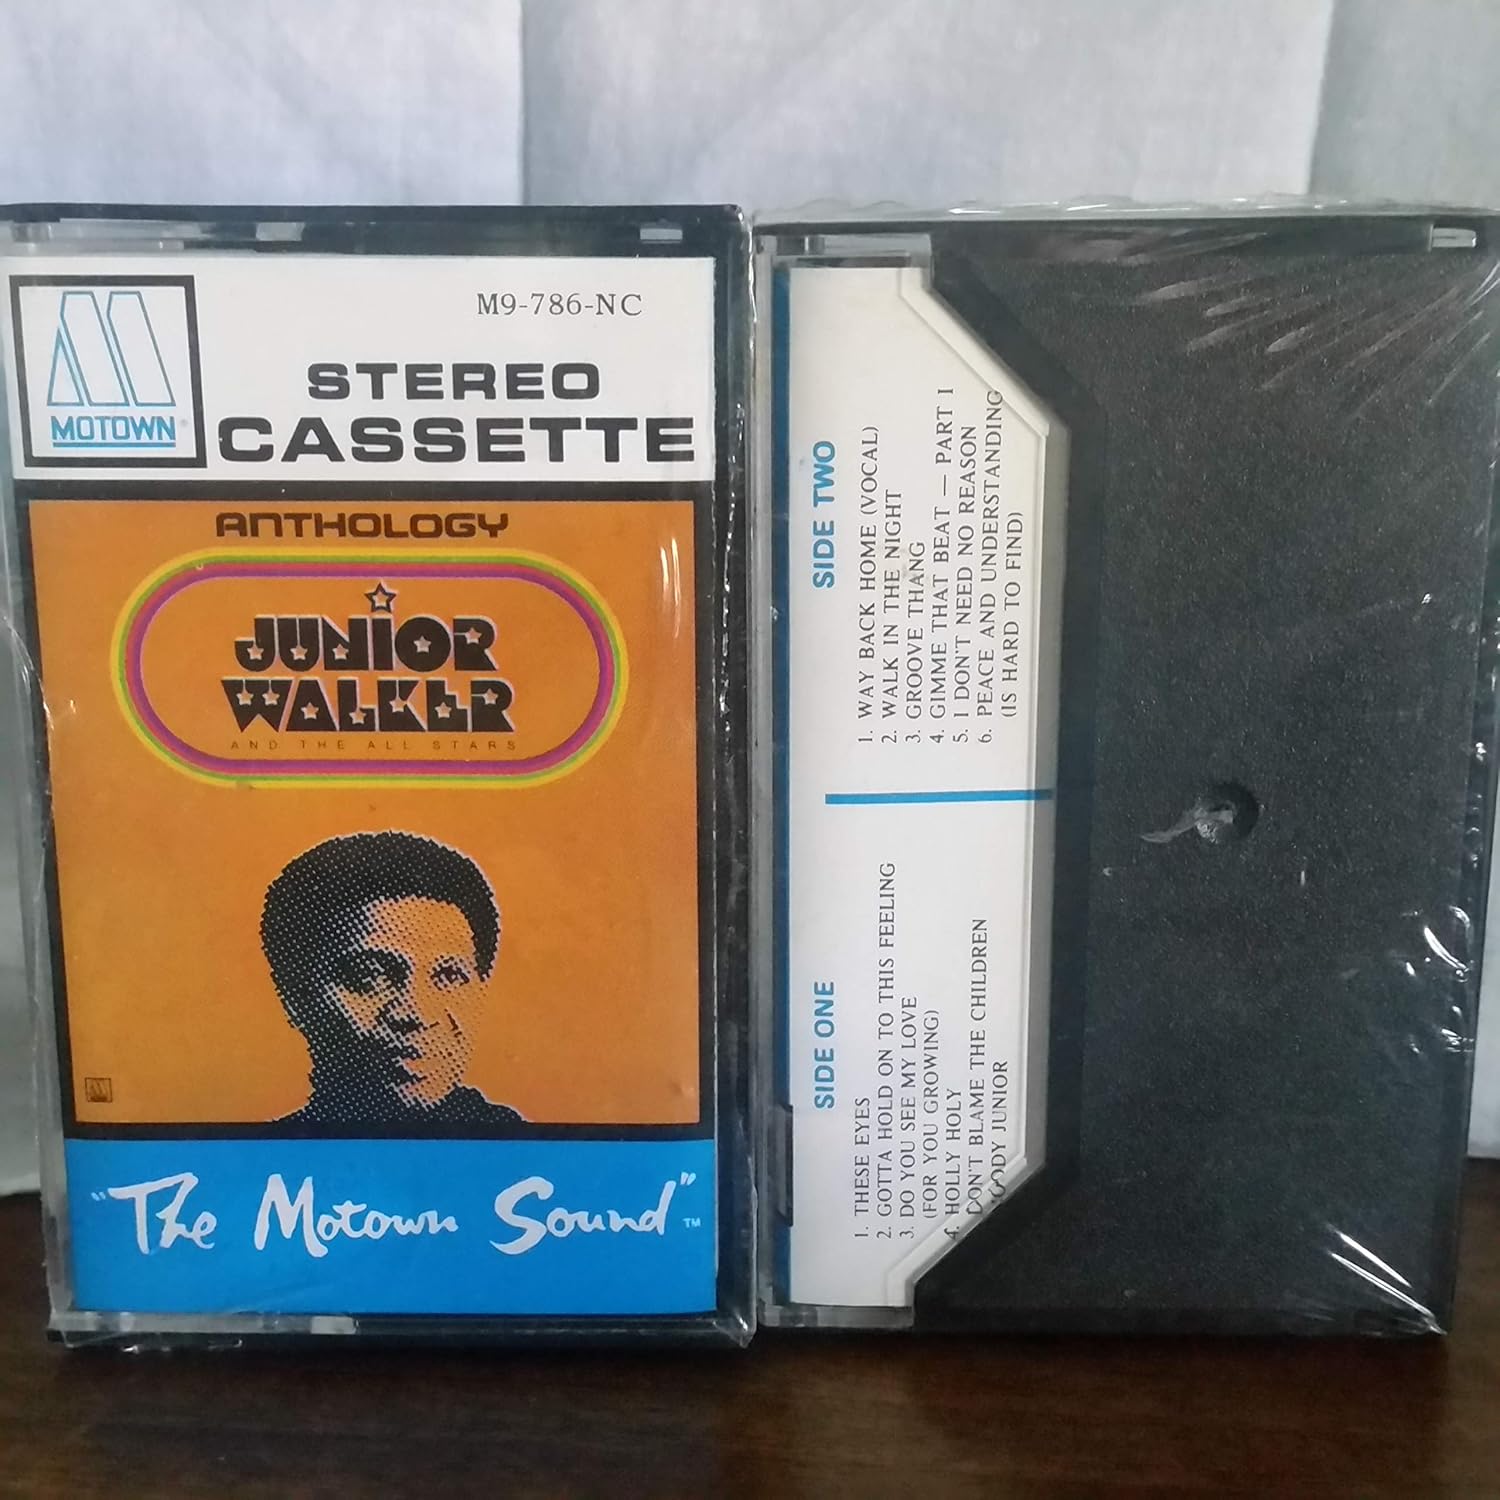 M9-786-NC
MOTOWN®
STEREO
CASSETTE
ANTHOLOGY
JUNIOR
WALKER
AND THE ALL STARS
"The Motown Sound"™
SIDE ONE
1. THESE EYES
2. GOTTA HOLD ON TO THIS FEELING
3. DO YOU SEE MY LOVE
(FOR YOU GROWING)
4. HOLLY HOLY
DON'T BLAME THE CHILDREN
JUNIOR
SIDE TWO
1. WAY BACK HOME (VOCAL)
2. WALK IN THE NIGHT
3. GROOVE THANG
4. GIMME THAT BEAT — PART I
5. I DON'T NEED NO REASON
6. PEACE AND UNDERSTANDING
(IS HARD TO FIND)